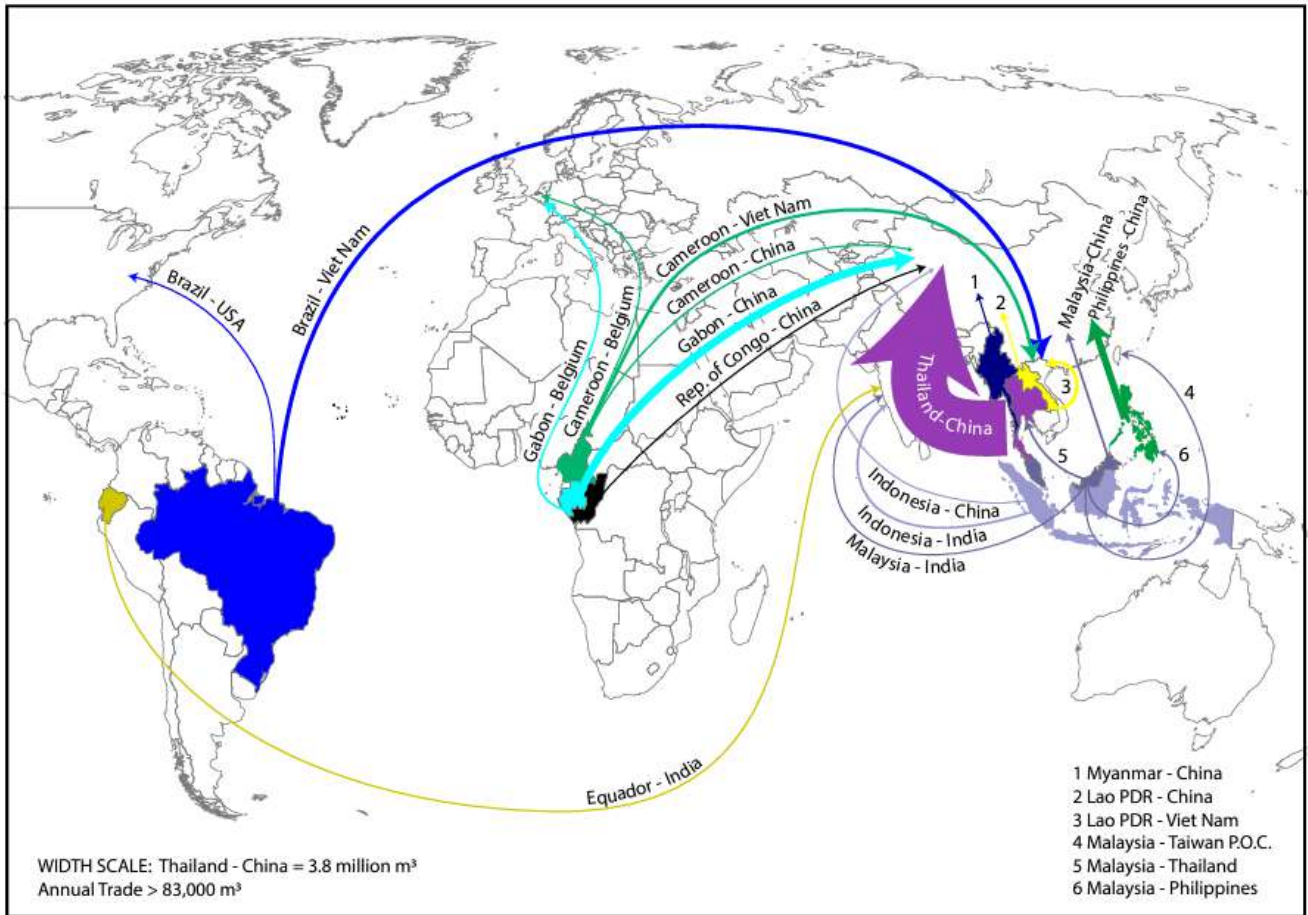 Brazil - USA
Brazil - Viet Nam
Gabon - Belgium
Cameroon - Belgium
Cameroon - Viet Nam
Cameroon - China
Gabon - China
Rep. of Congo - China
Thailand-China
1
2
3
Malaysia-China
Philippines -China
4
5
6
Indonesia - China
Indonesia - India
Malaysia - India
Equador - India
WIDTH SCALE: Thailand - China = 3.8 million m³
Annual Trade > 83,000 m³
1 Myanmar - China
2 Lao PDR - China
3 Lao PDR - Viet Nam
4 Malaysia - Taiwan P.O.C.
5 Malaysia - Thailand
6 Malaysia - Philippines